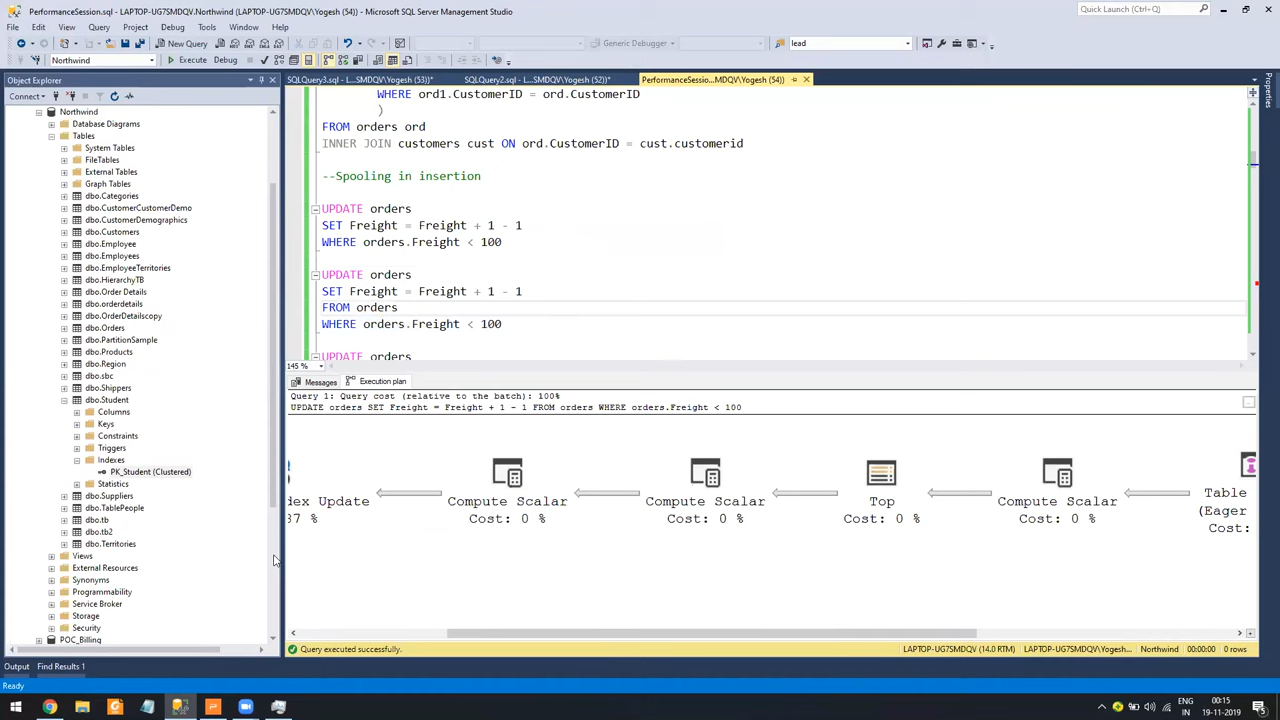 PerformanceSession.sql - LAPTOP-UG7SMDQV.Northwind (LAPTOP-UG7SMDQV\Yogesh (54)) - Microsoft SQL Server Management Studio
Quick Launch (Ctrl+Q)
File Edit View Query Project Debug Tools Window Help
New Query
Generic Debugger
lead
Northwind
Execute Debug
Object Explorer
SQLQuery3.sql - L...SMDQV\Yogesh (53))*
SQLQuery2.sql - L...SMDQV\Yogesh (52))*
PerformanceSessio...MDQV\Yogesh (54))
Properties
Connect
Northwind
Database Diagrams
Tables
System Tables
FileTables
External Tables
Graph Tables
dbo.Categories
dbo.CustomerCustomerDemo
dbo.CustomerDemographics
dbo.Customers
dbo.Employee
dbo.Employees
dbo.EmployeeTerritories
dbo.HierarchyTB
dbo.Order Details
dbo.orderdetails
dbo.OrderDetailscopy
dbo.Orders
dbo.PartitionSample
dbo.Products
dbo.Region
dbo.sbc
dbo.Shippers
dbo.Student
Columns
Keys
Constraints
Triggers
Indexes
PK_Student (Clustered)
Statistics
dbo.Suppliers
dbo.TablePeople
dbo.tb
dbo.tb2
dbo.Territories
Views
External Resources
Synonyms
Programmability
Service Broker
Storage
Security
POC_Billing
WHERE ord1.CustomerID = ord.CustomerID
)
FROM orders ord
INNER JOIN customers cust ON ord.CustomerID = cust.customerid
--Spooling in insertion
UPDATE orders
SET Freight = Freight + 1 - 1
WHERE orders.Freight < 100
UPDATE orders
SET Freight = Freight + 1 - 1
FROM orders
WHERE orders.Freight < 100
UPDATE orders
145 %
Messages
Execution plan
Query 1: Query cost (relative to the batch): 100%
UPDATE orders SET Freight = Freight + 1 - 1 FROM orders WHERE orders.Freight < 100
dex Update
37 %
Compute Scalar
Cost: 0 %
Compute Scalar
Cost: 0 %
Top
Cost: 0 %
Compute Scalar
Cost: 0 %
Table
(Eager
Cost:
Query executed successfully.
LAPTOP-UG7SMDQV (14.0 RTM)
LAPTOP-UG7SMDQV\Yogesh...
Northwind
00:00:00
0 rows
Output
Find Results 1
Ready
ENG
IN
00:15
19-11-2019